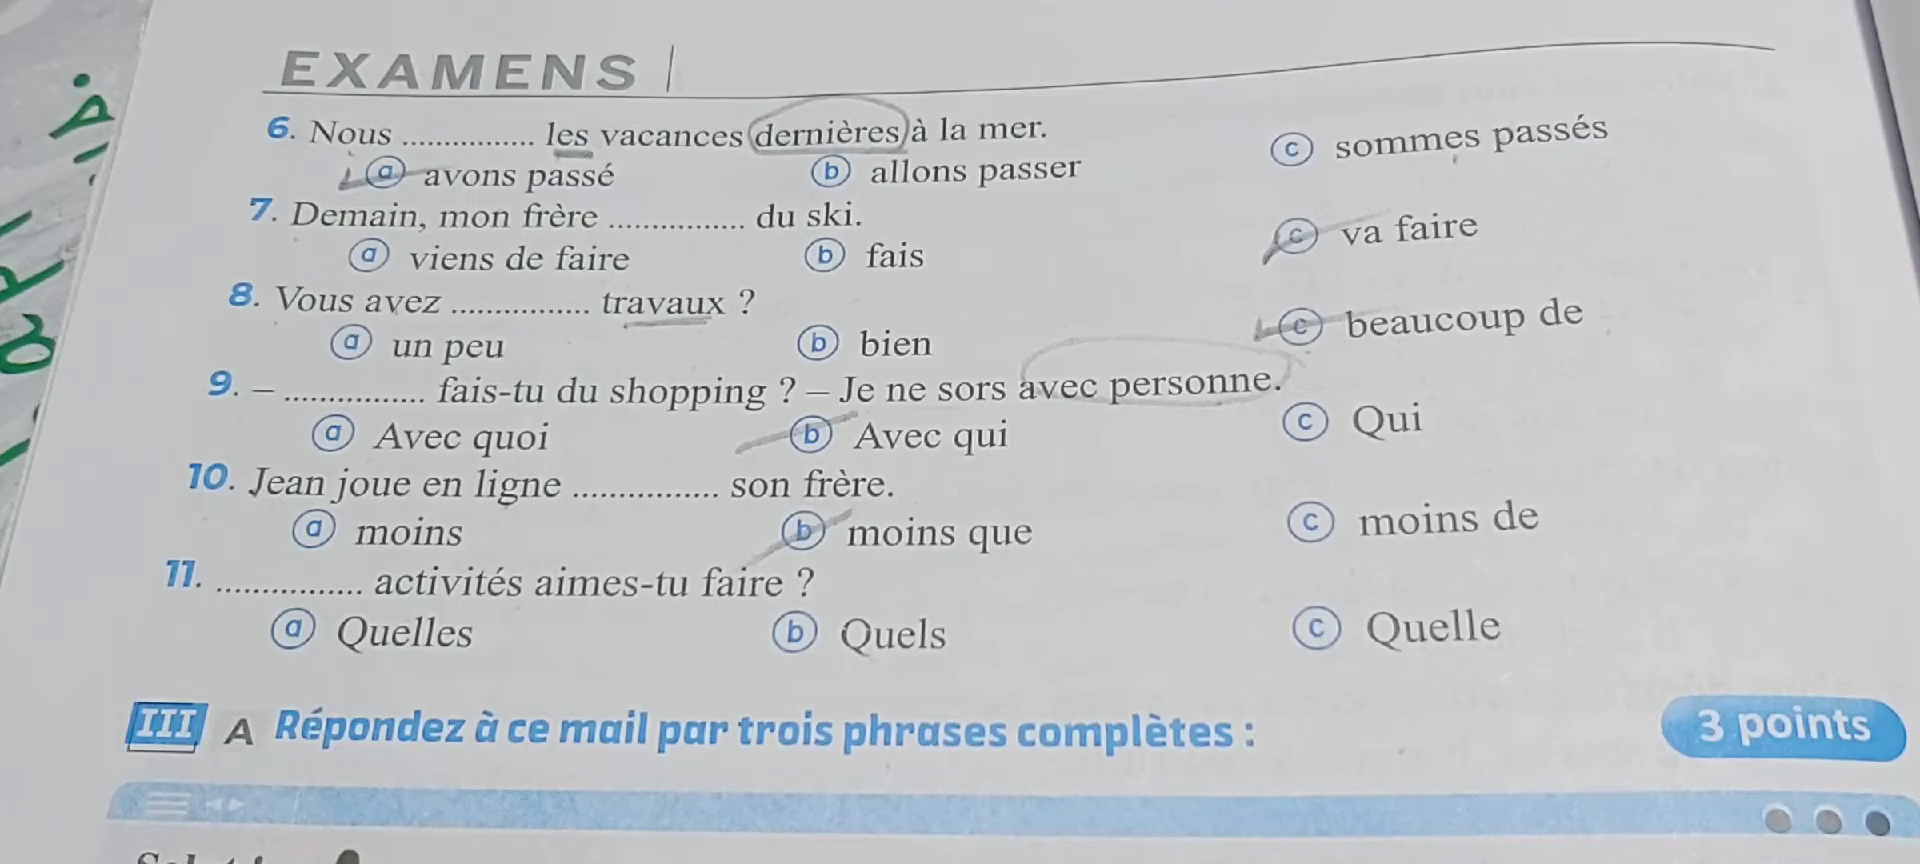 EXAMENS
6. Nous ............... les vacances dernières à la mer.
a avons passé b allons passer c sommes passés
7. Demain, mon frère ............... du ski.
a viens de faire b fais c va faire
8. Vous avez ............... travaux ?
a un peu b bien c beaucoup de
9. – ............... fais-tu du shopping ? – Je ne sors avec personne.
a Avec quoi b Avec qui c Qui
10. Jean joue en ligne ............... son frère.
a moins b moins que c moins de
11. ............... activités aimes-tu faire ?
a Quelles b Quels c Quelle
III A Répondez à ce mail par trois phrases complètes :
3 points